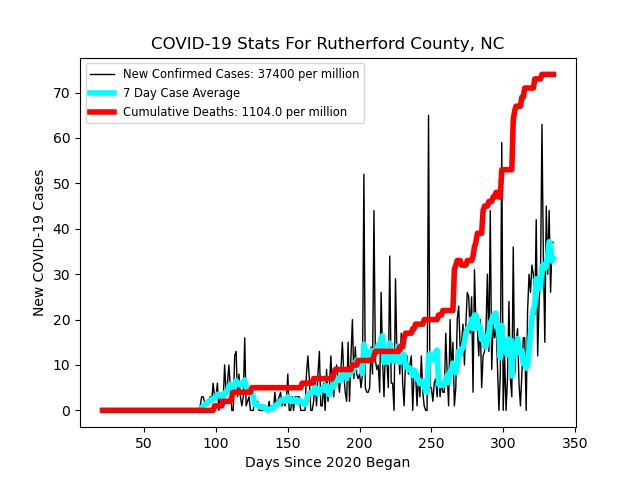 COVID-19 Stats For Rutherford County, NC
New Confirmed Cases: 37400 per million
7 Day Case Average
Cumulative Deaths: 1104.0 per million
New COVID-19 Cases
70
60
50
40
30
20
10
0
50 100 150 200 250 300 350
Days Since 2020 Began